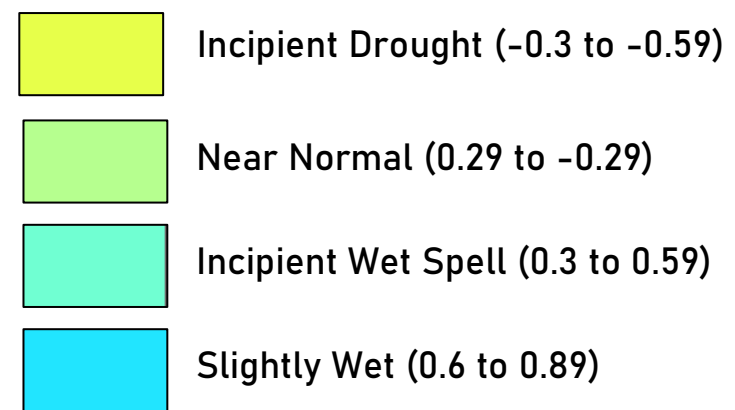 Incipient Drought (-0.3 to -0.59)
Near Normal (0.29 to -0.29)
Incipient Wet Spell (0.3 to 0.59)
Slightly Wet (0.6 to 0.89)